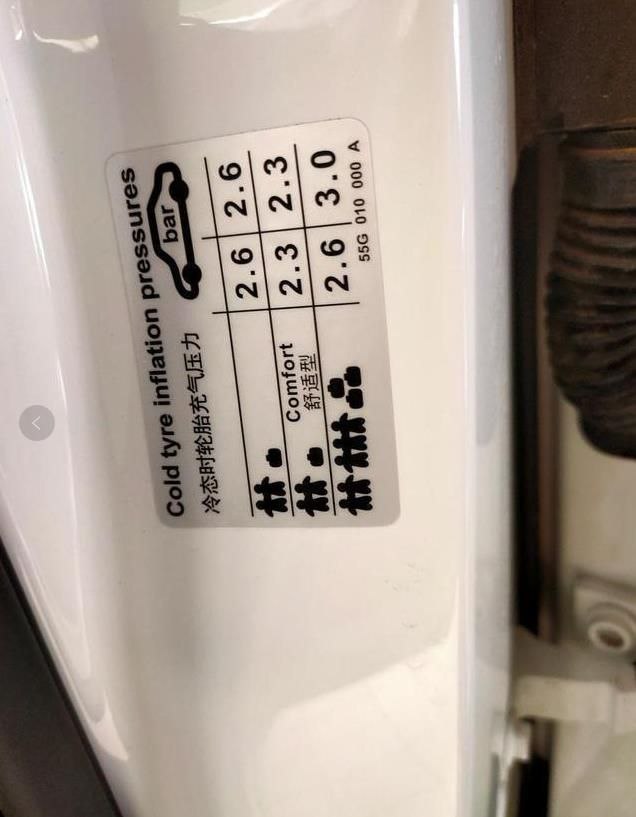 Cold tyre inflation pressures
冷态时轮胎充气压力
bar
2.6 2.6
Comfort
舒适型
2.3 2.3
2.6 3.0
55G 010 000 A